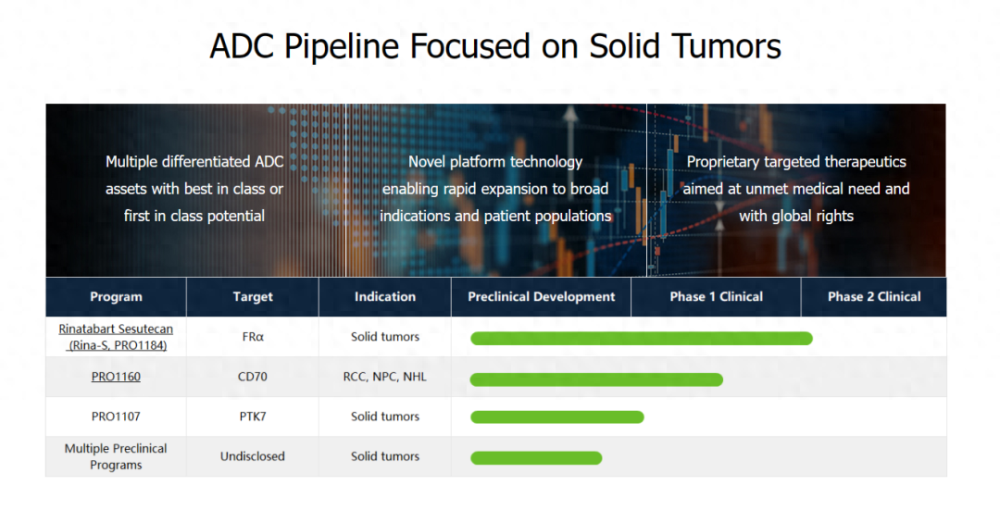 ADC Pipeline Focused on Solid Tumors
Multiple differentiated ADC
assets with best in class or
first in class potential
Novel platform technology
enabling rapid expansion to broad
indications and patient populations
Proprietary targeted therapeutics
aimed at unmet medical need and
with global rights
Program Target Indication Preclinical Development Phase 1 Clinical Phase 2 Clinical
Rinatabart Sesutecan
(Rina-S, PRO1184) FRα Solid tumors
PRO1160 CD70 RCC, NPC, NHL
PRO1107 PTK7 Solid tumors
Multiple Preclinical
Programs Undisclosed Solid tumors